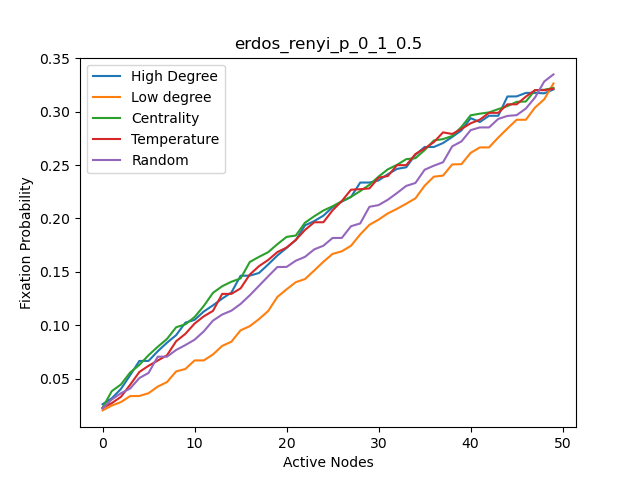 erdos_renyi_p_0_1_0.5
0.35
0.30
0.25
0.20
0.15
0.10
0.05
Fixation Probability
High Degree
Low degree
Centrality
Temperature
Random
0 10 20 30 40 50
Active Nodes